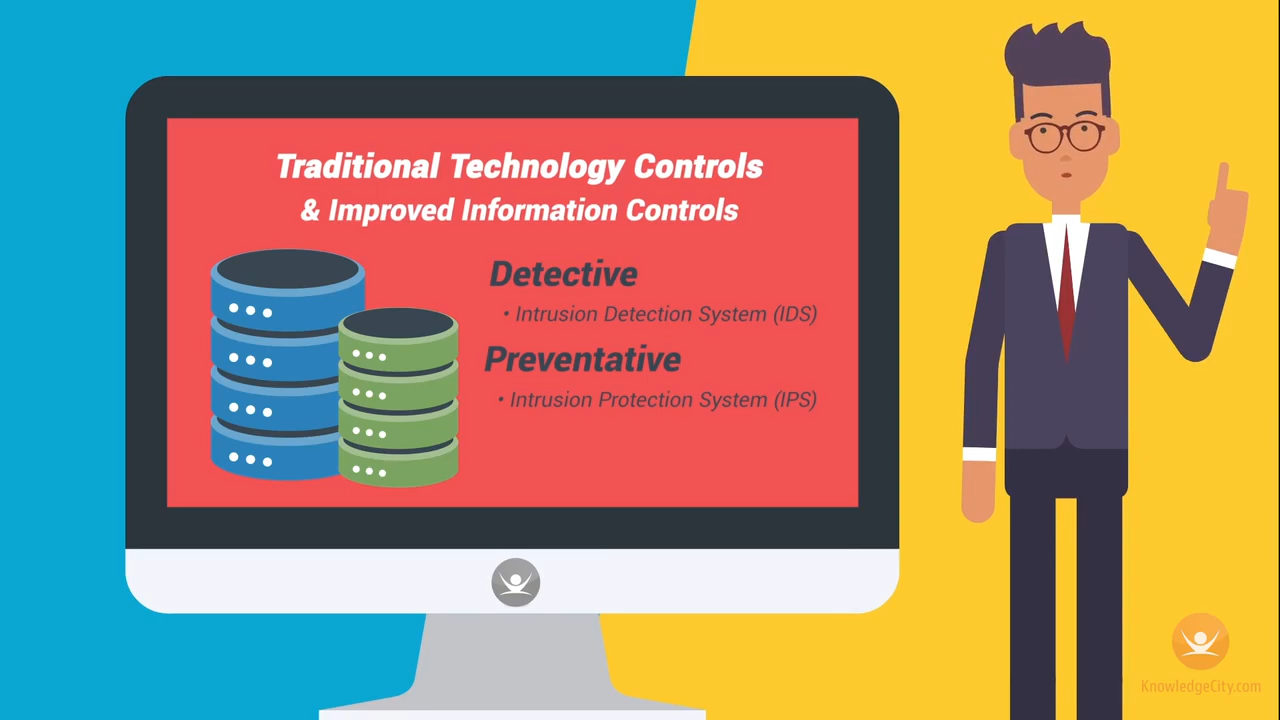 Traditional Technology Controls
& Improved Information Controls
Detective
• Intrusion Detection System (IDS)
Preventative
• Intrusion Protection System (IPS)
KnowledgeCity.com